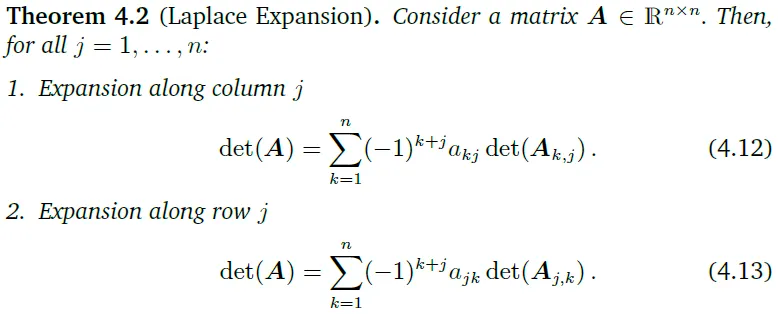 Theorem 4.2 (Laplace Expansion). Consider a matrix A ∈ ℝⁿˣⁿ. Then,
for all j = 1, . . . , n:
1. Expansion along column j
det(A) = ∑_{k=1}^{n} (−1)^{k+j} a_{kj} det(A_{k,j}) . (4.12)
2. Expansion along row j
det(A) = ∑_{k=1}^{n} (−1)^{k+j} a_{jk} det(A_{j,k}) . (4.13)